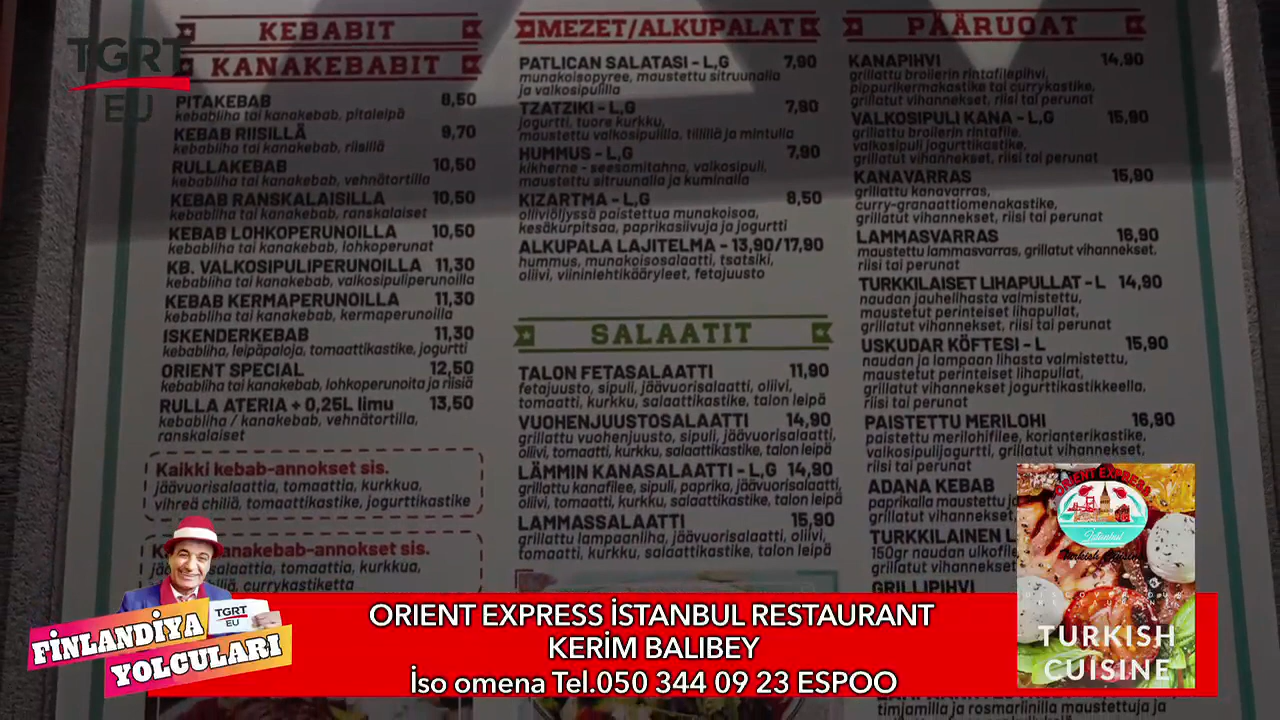 TGRT
EU
KEBABIT
KANAKEBABIT
PITAKEBAB 8,50
kebabliha tai kanakebab, pitaleipä
KEBAB RIISILLÄ 9,70
kebabliha tai kanakebab, riisillä
RULLAKEBAB 10,50
kebabliha tai kanakebab, vehnätortilla
KEBAB RANSKALAISILLA 10,50
kebabliha tai kanakebab, ranskalaiset
KEBAB LOHKOPERUNOILLA 10,50
kebabliha tai kanakebab, lohkoperunat
KB. VALKOSIPULIPERUNOILLA 11,30
kebabliha tai kanakebab, valkosipuliperunoilla
KEBAB KERMAPERUNOILLA 11,30
kebabliha tai kanakebab, kermaperunoilla
ISKENDERKEBAB 11,30
kebabliha, leipäpaloja, tomaattikastike, jogurtti
ORIENT SPECIAL 12,50
kebabliha tai kanakebab, lohkoperunoita ja riisiä
RULLA ATERIA + 0,25L limu 13,50
kebabliha / kanakebab, vehnätortilla,
ranskalaiset
Kaikki kebab-annokset sis.
jäävuorisalaattia, tomaattia, kurkkua,
vihreä chiliä, tomaattikastike, jogurttikastike
kanakebab-annokset sis.
tomaattia, kurkkua,
currykastiketta
MEZET/ALKUPALAT
PATLICAN SALATASI - L,G 7,90
munakoisopyree, maustettu sitruunalla
ja valkosipulilla
TZATZIKI - L,G 7,90
jogurtti, tuore kurkku,
maustettu valkosipulilla, tillillä ja mintulla
HUMMUS - L,G 7,90
kikherne - seesamitahna, valkosipuli,
maustettu sitruunalla ja kuminalla
KIZARTMA - L,G 8,50
oliiviöljyssä paistettua munakoisoa,
kesäkurpitsaa, paprikasiivuja ja jogurtti
ALKUPALA LAJITELMA - 13,90/17,90
hummus, munakoisosalaatti, tsatsiki,
oliivi, viininlehtikääryleet, fetajuusto
SALAATIT
TALON FETASALAATTI 11,90
fetajuusto, sipuli, jäävuorisalaatti, oliivi,
tomaatti, kurkku, salaattikastike, talon leipä
VUOHENJUUSTOSALAATTI 14,90
grillattu vuohenjuusto, sipuli, jäävuorisalaatti,
oliivi, tomaatti, kurkku, salaattikastike, talon leipä
LÄMMIN KANASALAATTI - L,G 14,90
grillattu kanafilee, sipuli, paprika, jäävuorisalaatti,
oliivi, tomaatti, kurkku, salaattikastike, talon leipä
LAMMASSALAATTI 15,90
grillattu lampaanliha, jäävuorisalaatti, oliivi,
tomaatti, kurkku, salaattikastike, talon leipä
PÄÄRUOAT
KANAPIHVI 14,90
grillattu broilerin rintafilepihvi,
pippurikermakastike tai currykastike,
grillatut vihannekset, riisi tai perunat
VALKOSIPULI KANA - L,G 15,90
grillattu broilerin rintafile,
valkosipuli jogurttikastike,
grillatut vihannekset, riisi tai perunat
KANAVARRAS 15,90
grillattu kanavarras,
curry-granaattiomenakastike,
grillatut vihannekset, riisi tai perunat
LAMMASVARRAS 16,90
maustettu lammasvarras, grillatut vihannekset,
riisi tai perunat
TURKKILAISET LIHAPULLAT - L 14,90
naudan jauhelihasta valmistettu,
maustetut perinteiset lihapullat,
grillatut vihannekset, riisi tai perunat
USKUDAR KÖFTESI - L 15,90
naudan ja lampaan lihasta valmistettu,
maustetut perinteiset lihapullat,
grillatut vihannekset jogurttikastikkeella,
riisi tai perunat
PAISTETTU MERILOHI 16,90
paistettu merilohifilee, korianterikastike,
valkosipulijogurtti, grillatut vihannekset,
riisi tai perunat
ADANA KEBAB
paprikalla maustettu
grillatut vihannekset
TURKKILAINEN
naudan ulkofile
grillatut vihannekset
GRILLIPIHVI
timjamilla ja rosmariinilla maustettuja
ORIENT EXPRESS
İstanbul
TURKISH
CUISINE
FİNLANDİYA
YOLCULARI
TGRT
EU
ORIENT EXPRESS İSTANBUL RESTAURANT
KERİM BALIBEY
İso omena Tel.050 344 09 23 ESPOO